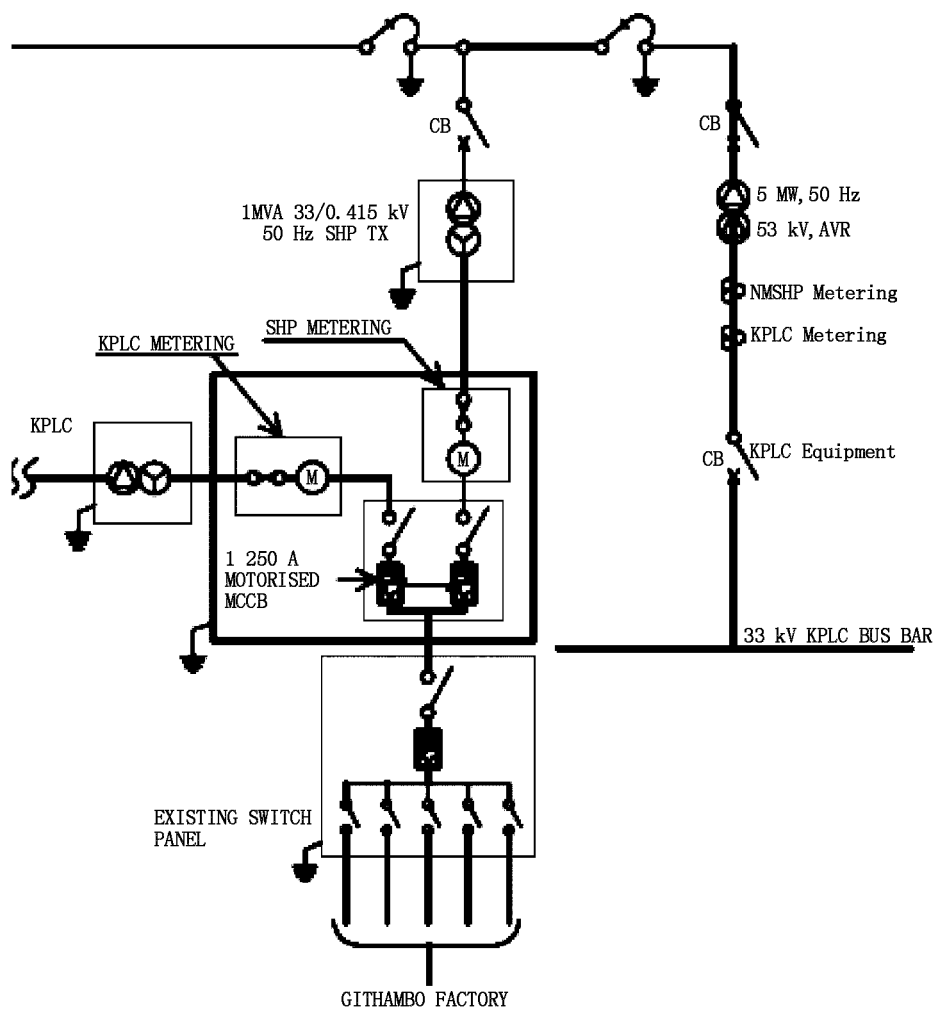 CB
CB
1MVA 33/0.415 kV
50 Hz SHP TX
5 MW, 50 Hz
53 kV, AVR
NMSHP Metering
KPLC Metering
SHP METERING
KPLC METERING
KPLC
M
M
CB
KPLC Equipment
1 250 A
MOTORISED
MCCB
33 kV KPLC BUS BAR
EXISTING SWITCH
PANEL
GITHAMBO FACTORY